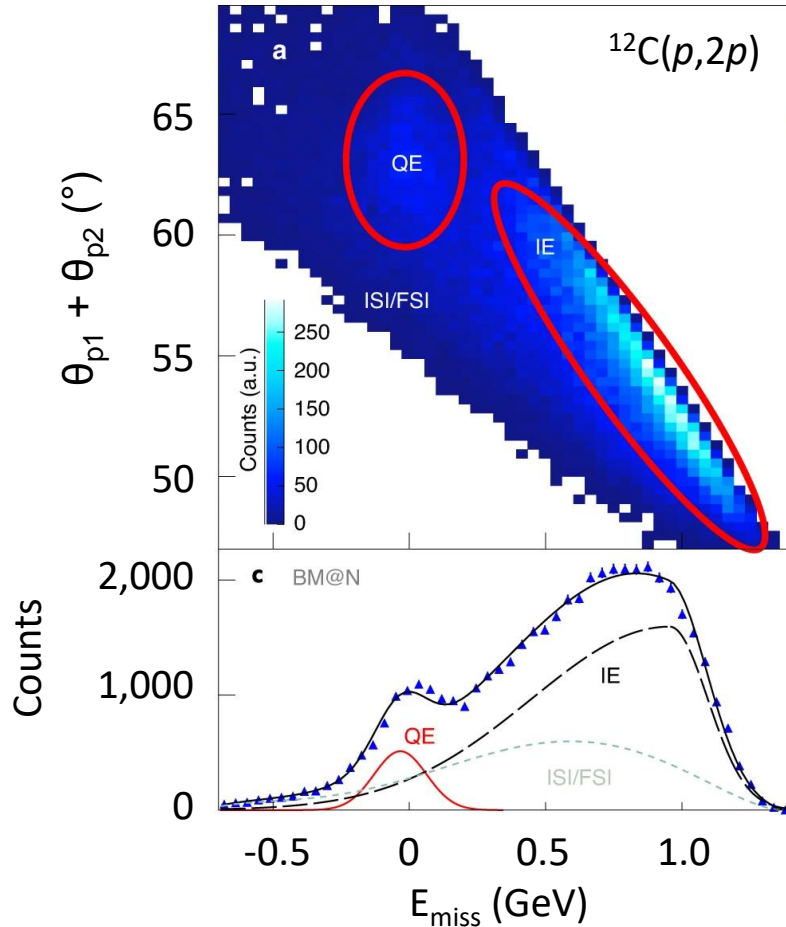 a
¹²C(p,2p)
65
QE
60
IE
ISI/FSI
55
50
Counts (a.u.)
250
200
150
100
50
0
θp1 + θp2 (°)
2,000
c BM@N
1,000
IE
QE
ISI/FSI
0
Counts
-0.5 0 0.5 1.0
Emiss (GeV)